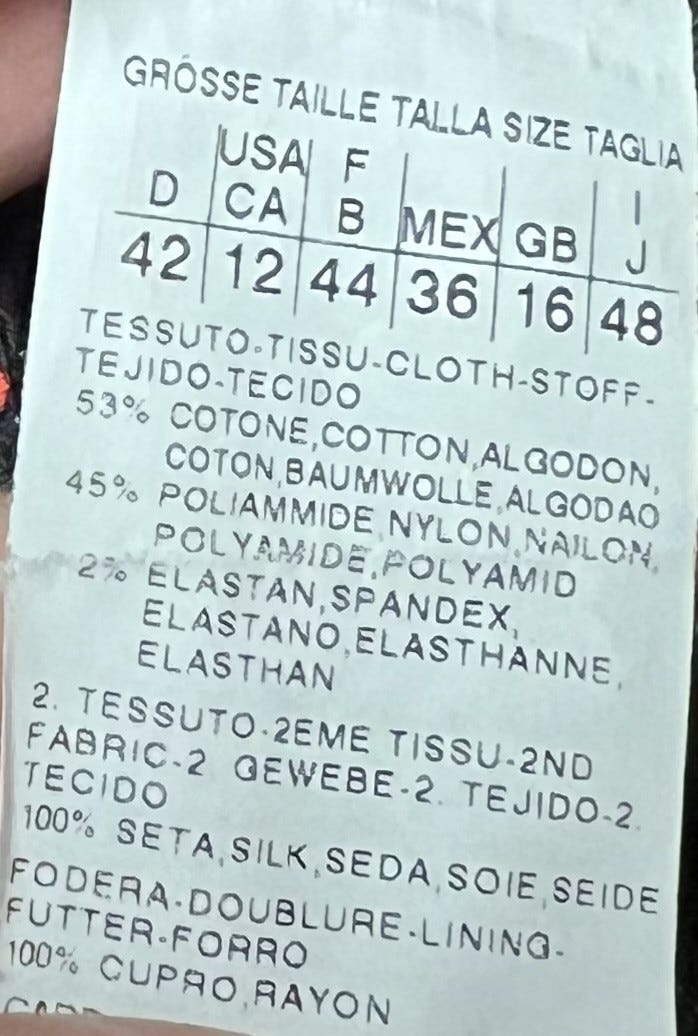 GRÖSSE TAILLE TALLA SIZE TAGLIA
D USA CA F B MEX GB I J
42 12 44 36 16 48
TESSUTO-TISSU-CLOTH-STOFF-
TEJIDO-TECIDO
53% COTONE,COTTON,ALGODON,
COTON,BAUMWOLLE,ALGODAO
45% POLIAMMIDE,NYLON,NAILON,
POLYAMIDE,POLYAMID
2% ELASTAN,SPANDEX,
ELASTANO,ELASTHANNE,
ELASTHAN
2. TESSUTO-2EME TISSU-2ND
FABRIC-2 GEWEBE-2. TEJIDO-2.
TECIDO
100% SETA,SILK,SEDA,SOIE,SEIDE
FODERA-DOUBLURE-LINING-
FUTTER-FORRO
100% CUPRO,RAYON